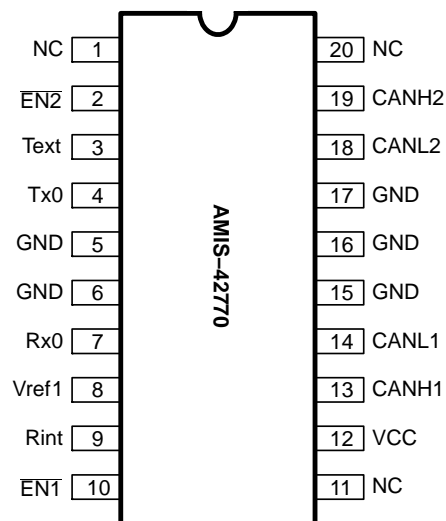 NC 1 20 NC
EN2 2 19 CANH2
Text 3 18 CANL2
Tx0 4 17 GND
GND 5 16 GND
GND 6 15 GND
Rx0 7 14 CANL1
Vref1 8 13 CANH1
Rint 9 12 VCC
EN1 10 11 NC
AMIS–42770